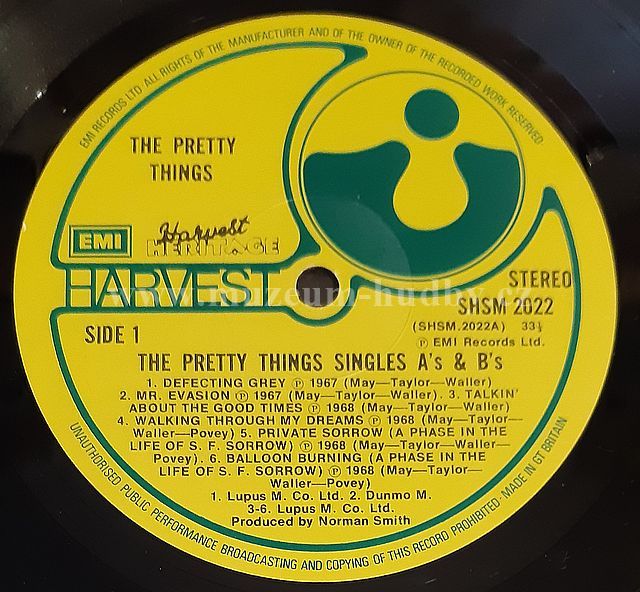 EMI RECORDS LTD ALL RIGHTS OF THE MANUFACTURER AND OF THE OWNER OF THE RECORDED WORK RESERVED·
THE PRETTY
THINGS
EMI
Harvest
HERITAGE
HARVEST
www.muzeum-hudby.cz
STEREO
SHSM 2022
(SHSM.2022A) 33⅓
SIDE 1
Ⓟ EMI Records Ltd.
THE PRETTY THINGS SINGLES A's & B's
1. DEFECTING GREY Ⓟ 1967 (May—Taylor—Waller)
2. MR. EVASION Ⓟ 1967 (May—Taylor—Waller). 3. TALKIN'
ABOUT THE GOOD TIMES Ⓟ 1968 (May—Taylor—Waller)
4. WALKING THROUGH MY DREAMS Ⓟ 1968 (May—Taylor—
Waller—Povey) 5. PRIVATE SORROW (A PHASE IN THE
LIFE OF S. F. SORROW) Ⓟ 1968 (May—Taylor—Waller—
Povey). 6. BALLOON BURNING (A PHASE IN THE
LIFE OF S. F. SORROW) Ⓟ 1968 (May—Taylor—
Waller—Povey)
1. Lupus M. Co. Ltd. 2. Dunmo M.
3-6. Lupus M. Co. Ltd.
Produced by Norman Smith
UNAUTHORISED PUBLIC PERFORMANCE BROADCASTING AND COPYING OF THIS RECORD PROHIBITED · MADE IN GT BRITAIN